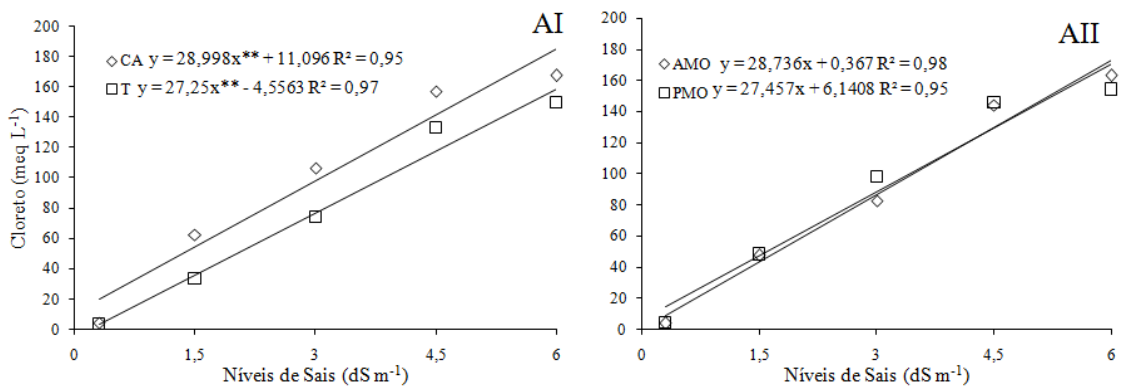 AI
CA y = 28,998x** + 11,096 R² = 0,95
T y = 27,25x** - 4,5563 R² = 0,97
Cloreto (meq L⁻¹)
200
180
160
140
120
100
80
60
40
20
0
0 1,5 3 4,5 6
Níveis de Sais (dS m⁻¹)
AII
AMO y = 28,736x + 0,367 R² = 0,98
PMO y = 27,457x + 6,1408 R² = 0,95
200
180
160
140
120
100
80
60
40
20
0
0 1,5 3 4,5 6
Níveis de Sais (dS m⁻¹)